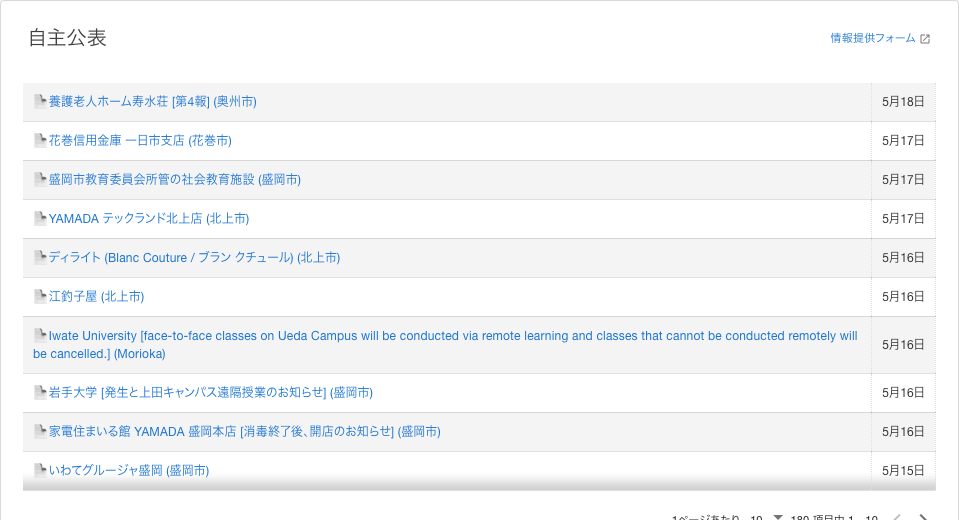 自主公表
情報提供フォーム
養護老人ホーム寿水荘 [第4報] (奥州市) 5月18日
花巻信用金庫 一日市支店 (花巻市) 5月17日
盛岡市教育委員会所管の社会教育施設 (盛岡市) 5月17日
YAMADA テックランド北上店 (北上市) 5月17日
ディライト (Blanc Couture / ブラン クチュール) (北上市) 5月16日
江釣子屋 (北上市) 5月16日
Iwate University [face-to-face classes on Ueda Campus will be conducted via remote learning and classes that cannot be conducted remotely will
be cancelled.] (Morioka) 5月16日
岩手大学 [発生と上田キャンパス遠隔授業のお知らせ] (盛岡市) 5月16日
家電住まいる館 YAMADA 盛岡本店 [消毒終了後、開店のお知らせ] (盛岡市) 5月16日
いわてグルージャ盛岡 (盛岡市) 5月15日
1ページあたり 10 180 項目中 1 - 10